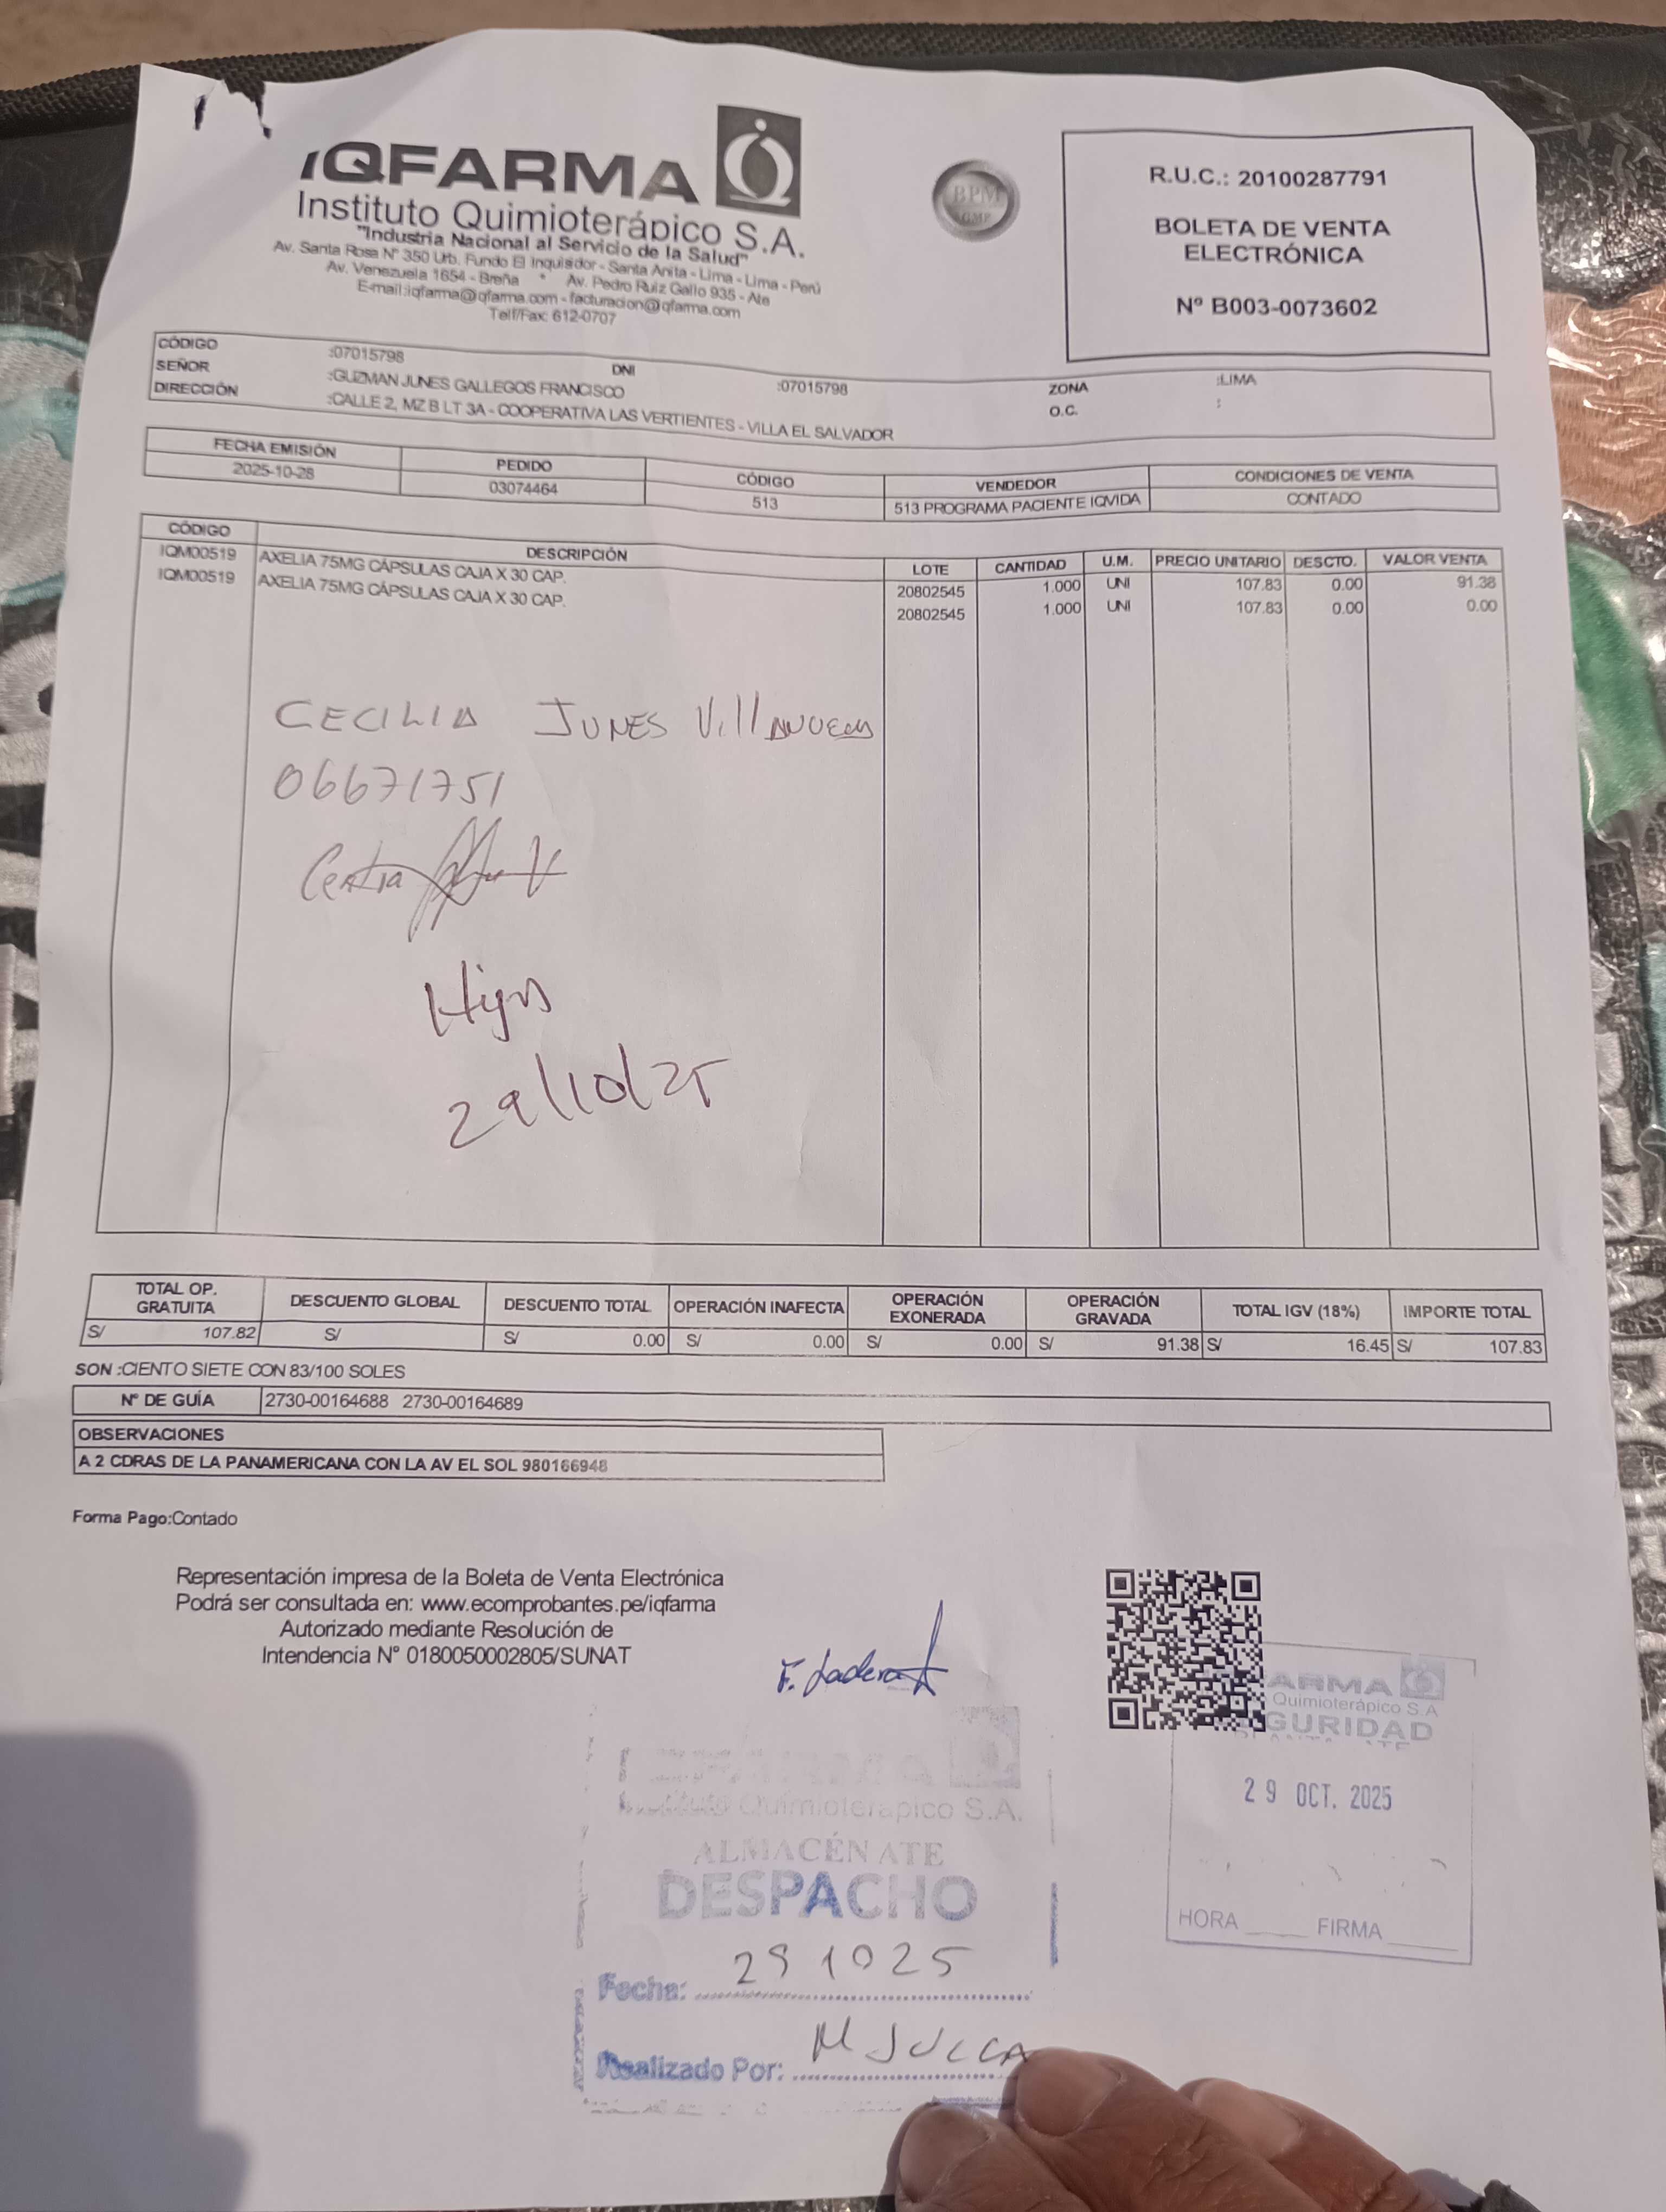 IQFARMA
Instituto Quimioterápico S.A.
"Industria Nacional al Servicio de la Salud"
Av. Santa Rosa N° 350 Urb. Fundo El Inquisidor - Santa Anita - Lima - Lima - Perú
Av. Venezuela 1654 - Breña * Av. Pedro Ruiz Gallo 935 - Ate
E-mail:iqfarma@iqfarma.com - facturacion@iqfarma.com
Telf/Fax: 612-0707
BPM
GMP
R.U.C.: 20100287791
BOLETA DE VENTA
ELECTRÓNICA
Nº B003-0073602
CÓDIGO :07015798 DNI :07015798 ZONA :LIMA
SEÑOR :GUZMAN JUNES GALLEGOS FRANCISCO O.C. :
DIRECCIÓN :CALLE 2, MZ B LT 3A - COOPERATIVA LAS VERTIENTES - VILLA EL SALVADOR
FECHA EMISIÓN PEDIDO CÓDIGO VENDEDOR CONDICIONES DE VENTA
2025-10-28 03074464 513 513 PROGRAMA PACIENTE IQVIDA CONTADO
CÓDIGO DESCRIPCIÓN LOTE CANTIDAD U.M. PRECIO UNITARIO DESCTO. VALOR VENTA
IQM00519 AXELIA 75MG CÁPSULAS CAJA X 30 CAP. 20802545 1.000 UNI 107.83 0.00 91.38
IQM00519 AXELIA 75MG CÁPSULAS CAJA X 30 CAP. 20802545 1.000 UNI 107.83 0.00 0.00
CECILIA JUNES Villanueva
06671751
29/10/25
TOTAL OP. GRATUITA DESCUENTO GLOBAL DESCUENTO TOTAL OPERACIÓN INAFECTA OPERACIÓN EXONERADA OPERACIÓN GRAVADA TOTAL IGV (18%) IMPORTE TOTAL
S/ 107.82 S/ S/ 0.00 S/ 0.00 S/ 0.00 S/ 91.38 S/ 16.45 S/ 107.83
SON :CIENTO SIETE CON 83/100 SOLES
Nº DE GUÍA 2730-00164688 2730-00164689
OBSERVACIONES
A 2 CDRAS DE LA PANAMERICANA CON LA AV EL SOL 980166948
Forma Pago:Contado
Representación impresa de la Boleta de Venta Electrónica
Podrá ser consultada en: www.ecomprobantes.pe/iqfarma
Autorizado mediante Resolución de
Intendencia N° 0180050002805/SUNAT
Quimioterápico S.A
29 OCT. 2025
HORA FIRMA
Quimioterápico S.A.
ALMACÉN ATE
DESPACHO
Fecha: 291025
Realizado Por: M JULCA